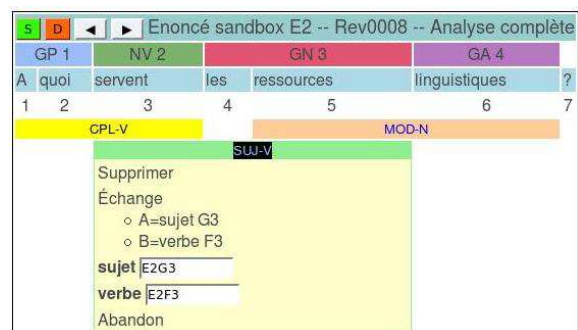 S D ◄ ► Enoncé sandbox E2 -- Rev0008 -- Analyse complète
GP 1 NV 2 GN 3 GA 4
A quoi servent les ressources linguistiques ?
1 2 3 4 5 6 7
CPL-V MOD-N
SUJ-V
Supprimer
Échange
o A=sujet G3
o B=verbe F3
sujet E2G3
verbe E2F3
Abandon